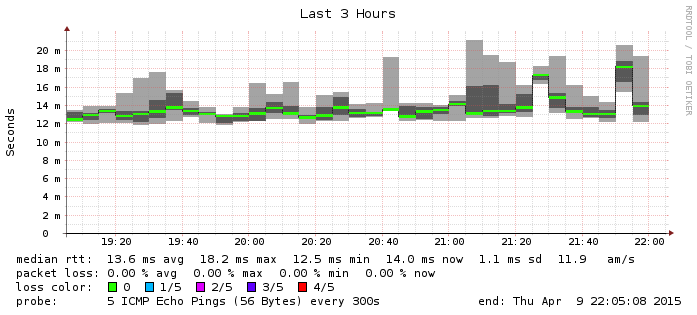 Last 3 Hours
RRDTOOL / TOBI OETIKER
Seconds
20 m
18 m
16 m
14 m
12 m
10 m
8 m
6 m
4 m
2 m
0
19:20 19:40 20:00 20:20 20:40 21:00 21:20 21:40 22:00
median rtt: 13.6 ms avg 18.2 ms max 12.5 ms min 14.0 ms now 1.1 ms sd 11.9 am/s
packet loss: 0.00 % avg 0.00 % max 0.00 % min 0.00 % now
loss color: 0 1/5 2/5 3/5 4/5
probe: 5 ICMP Echo Pings (56 Bytes) every 300s end: Thu Apr 9 22:05:08 2015